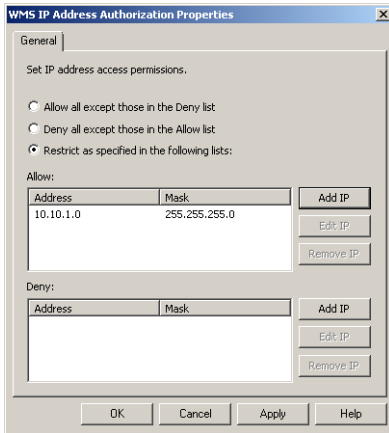 WMS IP Address Authorization Properties
General
Set IP address access permissions.
Allow all except those in the Deny list
Deny all except those in the Allow list
Restrict as specified in the following lists:
Allow:
Address Mask
10.10.1.0 255.255.255.0
Add IP
Edit IP
Remove IP
Deny:
Address Mask
Add IP
Edit IP
Remove IP
OK Cancel Apply Help